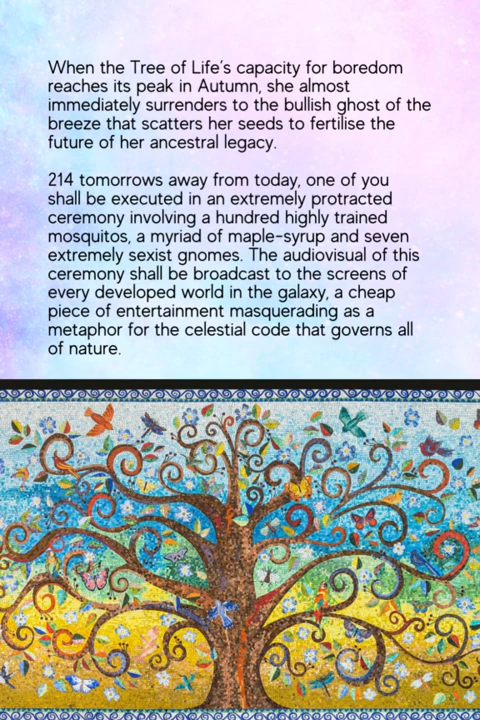 When the Tree of Life's capacity for boredom
reaches its peak in Autumn, she almost
immediately surrenders to the bullish ghost of the
breeze that scatters her seeds to fertilise the
future of her ancestral legacy.
214 tomorrows away from today, one of you
shall be executed in an extremely protracted
ceremony involving a hundred highly trained
mosquitos, a myriad of maple-syrup and seven
extremely sexist gnomes. The audiovisual of this
ceremony shall be broadcast to the screens of
every developed world in the galaxy, a cheap
piece of entertainment masquerading as a
metaphor for the celestial code that governs all
of nature.